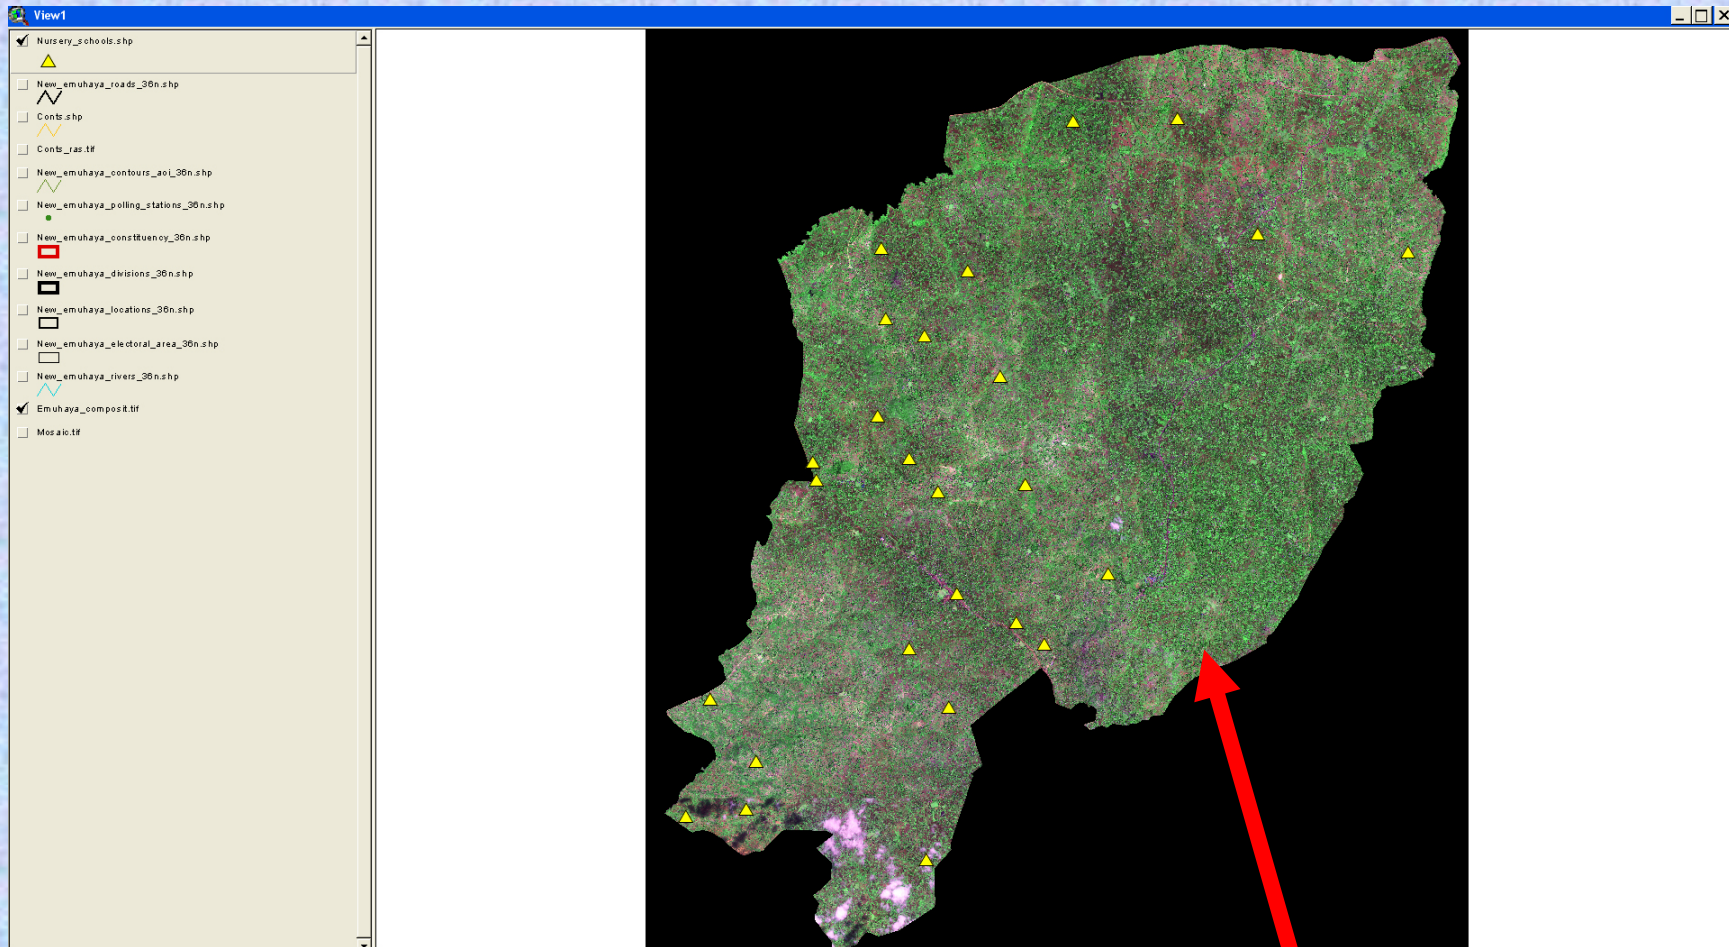 View1
Nursery_schools.shp
New_emuhaya_roads_36n.shp
Conts.shp
Conts_ras.tif
New_emuhaya_contours_aoi_36n.shp
New_emuhaya_polling_stations_36n.shp
New_emuhaya_constituency_36n.shp
New_emuhaya_divisions_36n.shp
New_emuhaya_locations_36n.shp
New_emuhaya_electoral_area_36n.shp
New_emuhaya_rivers_36n.shp
Emuhaya_composit.tif
Mosaic.tif